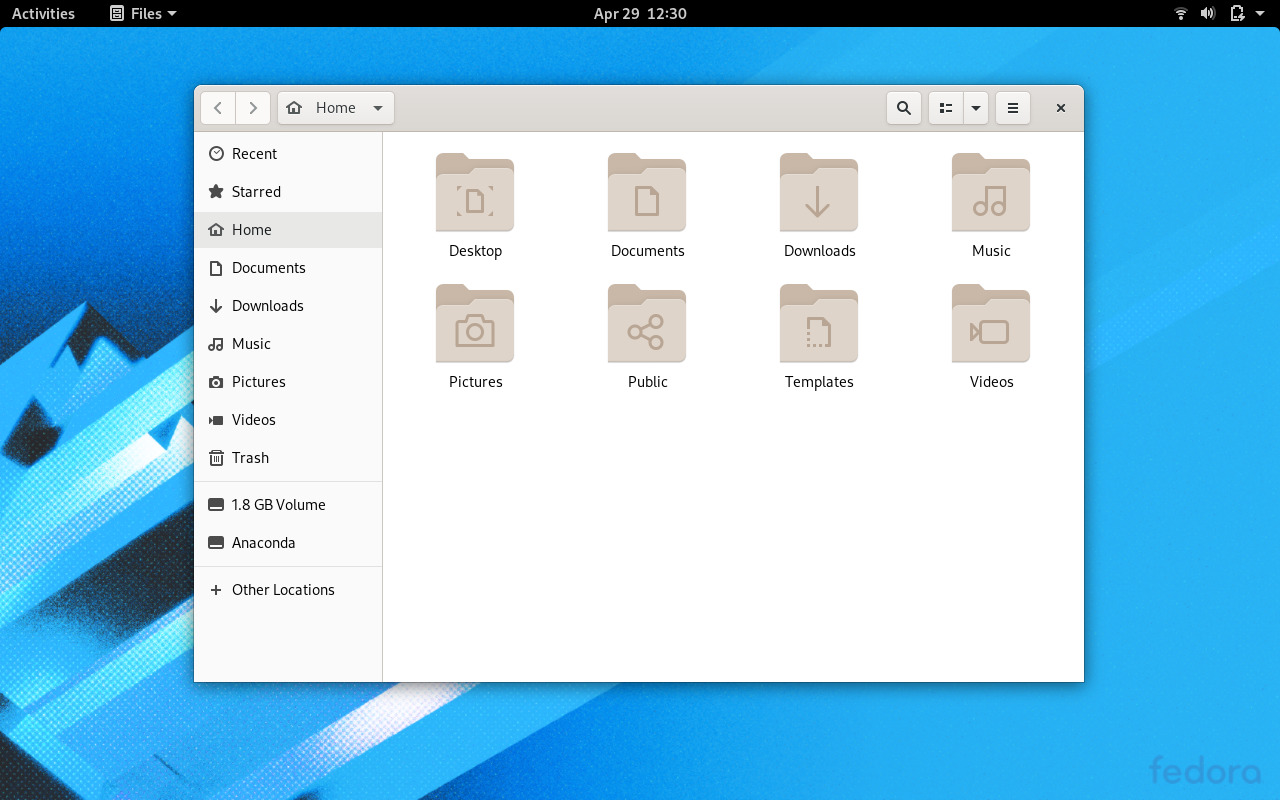 Activities Files Apr 29 12:30
Home
Recent
Starred
Home
Documents
Downloads
Music
Pictures
Videos
Trash
1.8 GB Volume
Anaconda
Other Locations
Desktop Documents Downloads Music
Pictures Public Templates Videos
fedora